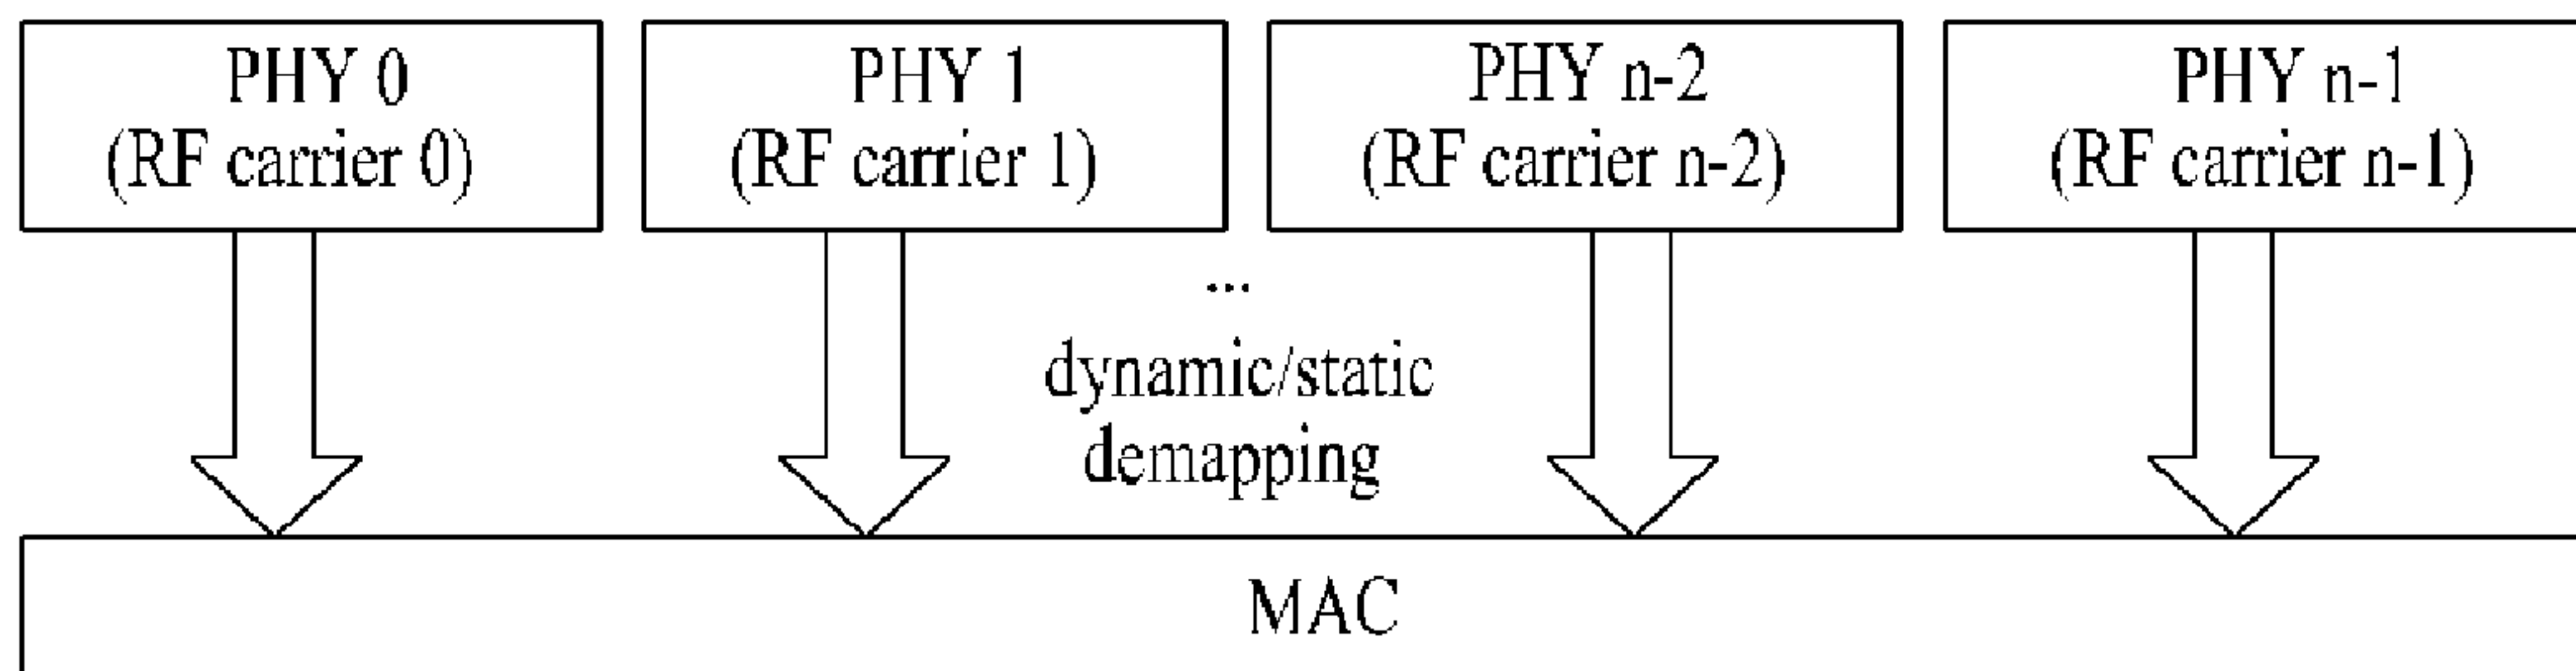 PHY 0
(RF carrier 0)
PHY 1
(RF carrier 1)
PHY n-2
(RF carrier n-2)
PHY n-1
(RF carrier n-1)
...
dynamic/static
demapping
MAC